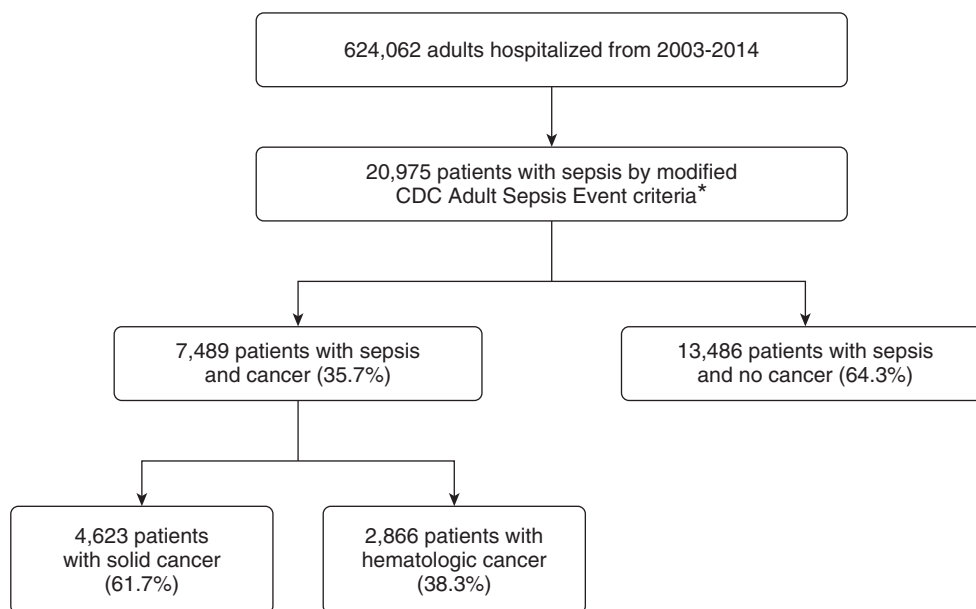 624,062 adults hospitalized from 2003-2014
20,975 patients with sepsis by modified
CDC Adult Sepsis Event criteria*
7,489 patients with sepsis
and cancer (35.7%)
13,486 patients with sepsis
and no cancer (64.3%)
4,623 patients
with solid cancer
(61.7%)
2,866 patients with
hematologic cancer
(38.3%)